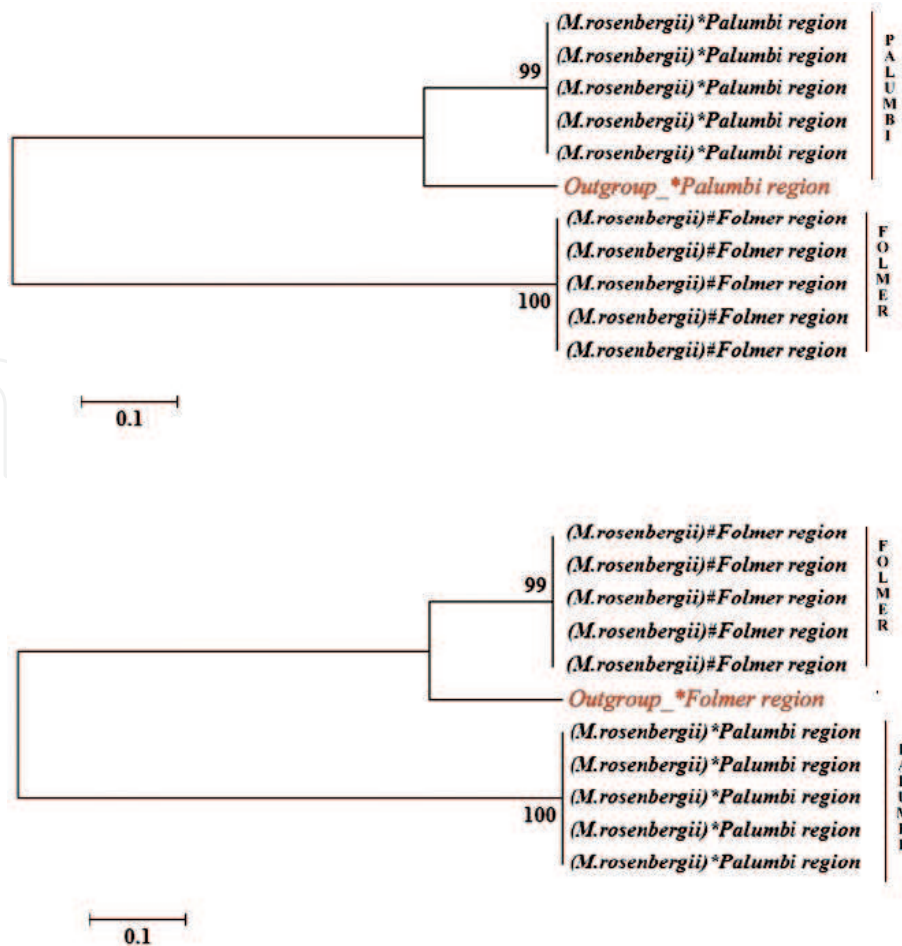 (M.rosenbergii)*Palumbi region
(M.rosenbergii)*Palumbi region
99
(M.rosenbergii)*Palumbi region
(M.rosenbergii)*Palumbi region
(M.rosenbergii)*Palumbi region
PALUMBI
Outgroup_*Palumbi region
(M.rosenbergii)#Folmer region
(M.rosenbergii)#Folmer region
(M.rosenbergii)#Folmer region
100
(M.rosenbergii)#Folmer region
(M.rosenbergii)#Folmer region
FOLMER
0.1
(M.rosenbergii)#Folmer region
(M.rosenbergii)#Folmer region
99
(M.rosenbergii)#Folmer region
(M.rosenbergii)#Folmer region
(M.rosenbergii)#Folmer region
FOLMER
Outgroup_*Folmer region
(M.rosenbergii)*Palumbi region
(M.rosenbergii)*Palumbi region
(M.rosenbergii)*Palumbi region
100
(M.rosenbergii)*Palumbi region
(M.rosenbergii)*Palumbi region
0.1